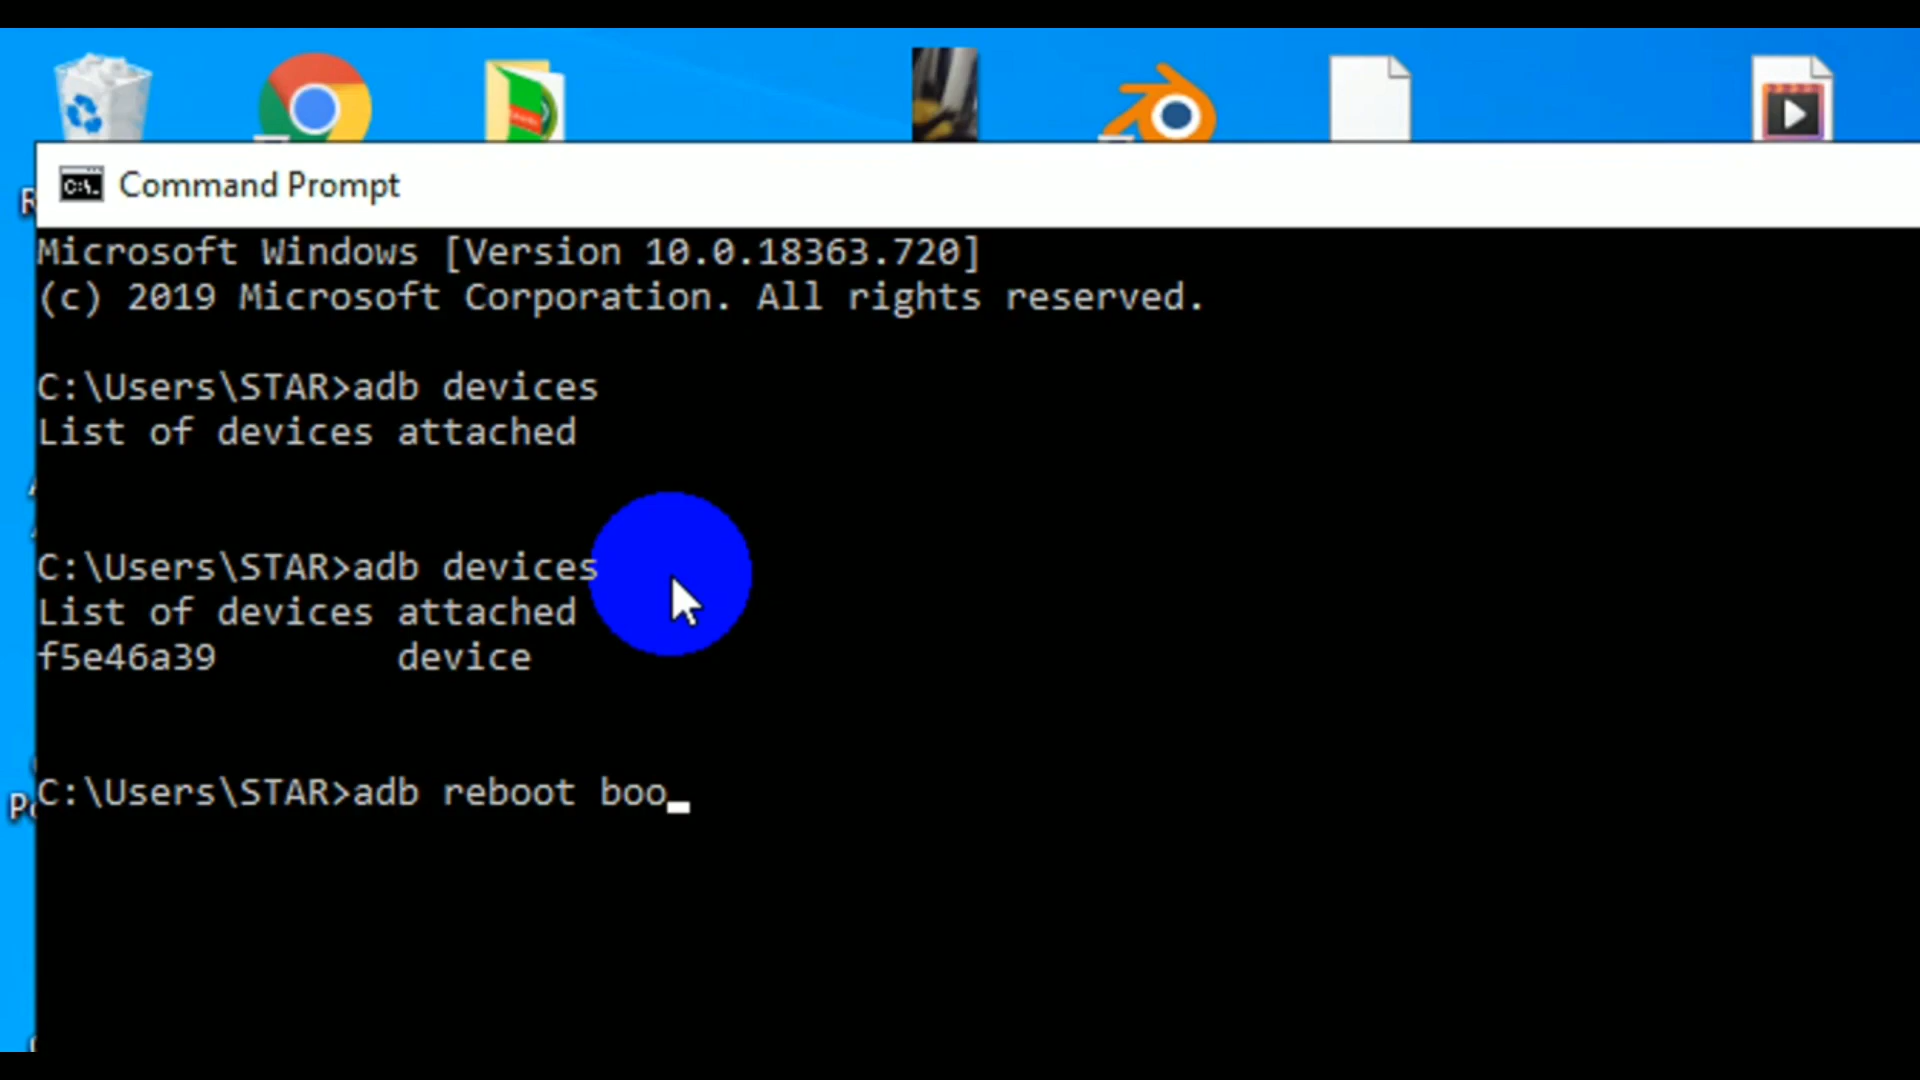 Command Prompt
Microsoft Windows [Version 10.0.18363.720]
(c) 2019 Microsoft Corporation. All rights reserved.
C:\Users\STAR>adb devices
List of devices attached
C:\Users\STAR>adb devices
List of devices attached
f5e46a39 device
C:\Users\STAR>adb reboot boo